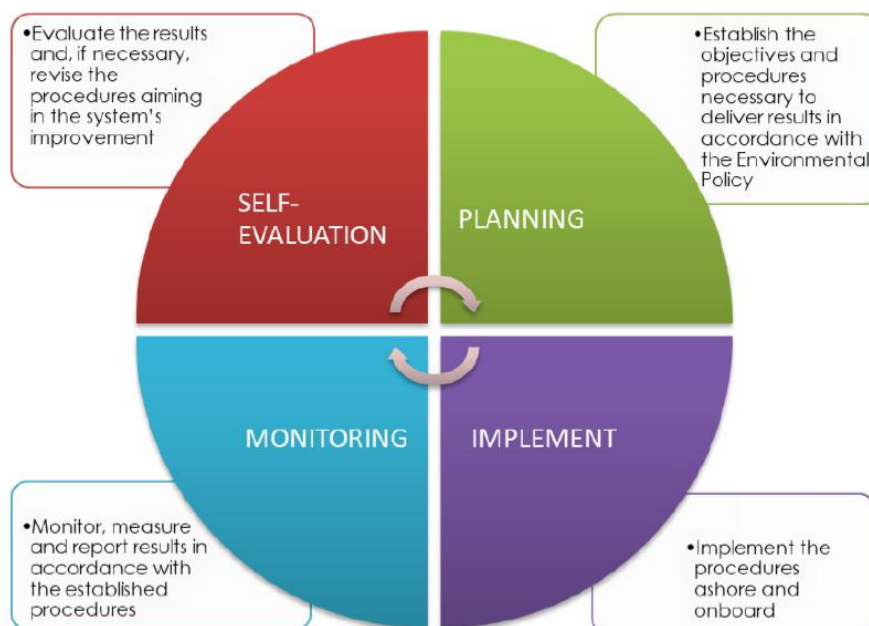 •Evaluate the results
and, if necessary,
revise the
procedures aiming
in the system's
improvement
•Establish the
objectives and
procedures
necessary to
deliver results in
accordance with
the Environmental
Policy
SELF-
EVALUATION
PLANNING
MONITORING
IMPLEMENT
•Monitor, measure
and report results in
accordance with
the established
procedures
•Implement the
procedures
ashore and
onboard